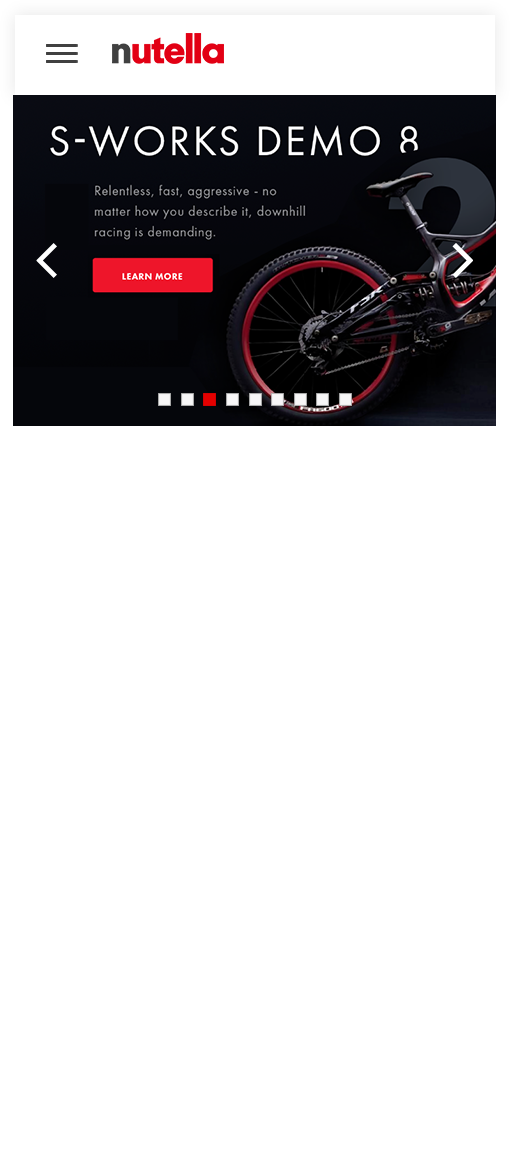 nutella
S-WORKS DEMO 8
Relentless, fast, aggressive - no
matter how you describe it, downhill
racing is demanding.
LEARN MORE